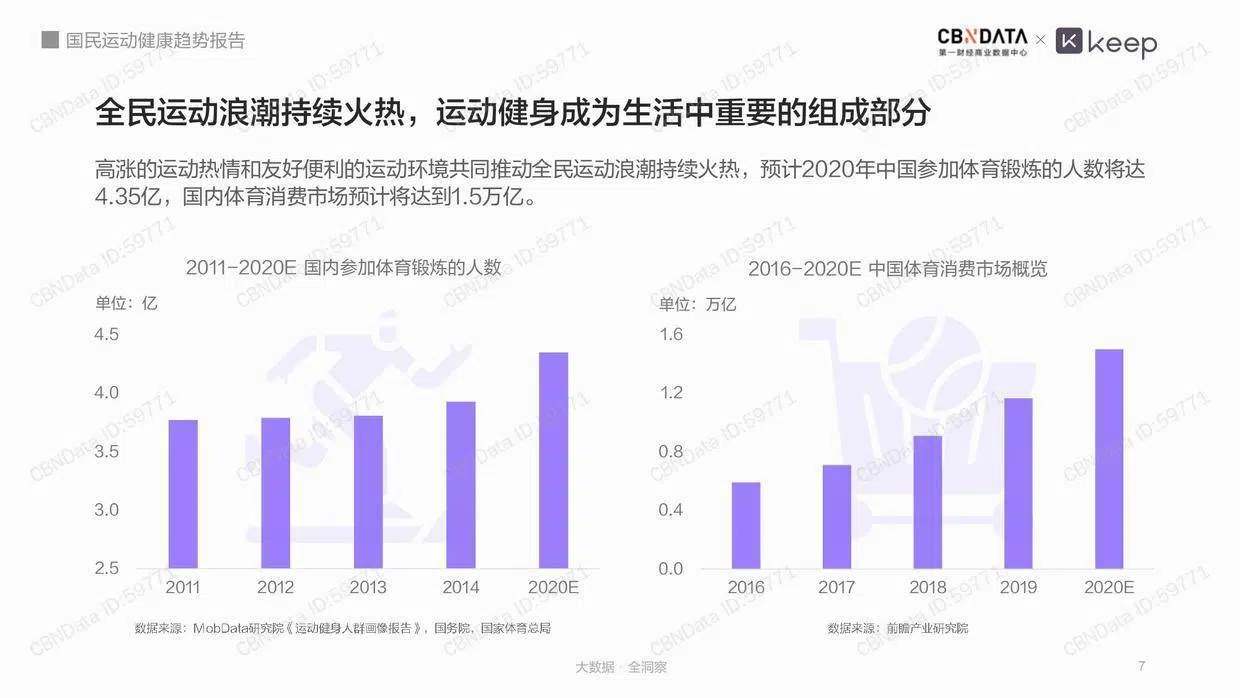 国民运动健康趋势报告
CBNDATA × keep
第一财经商业数据中心
全民运动浪潮持续火热，运动健身成为生活中重要的组成部分
高涨的运动热情和友好便利的运动环境共同推动全民运动浪潮持续火热，预计2020年中国参加体育锻炼的人数将达
4.35亿，国内体育消费市场预计将达到1.5万亿。
2011-2020E 国内参加体育锻炼的人数
单位：亿
4.5
4.0
3.5
3.0
2.5
2011 2012 2013 2014 2020E
数据来源：MobData研究院《运动健身人群画像报告》，国务院，国家体育总局
2016-2020E 中国体育消费市场概览
单位：万亿
1.6
1.2
0.8
0.4
0.0
2016 2017 2018 2019 2020E
数据来源：前瞻产业研究院
大数据 · 全洞察
7
CBNData ID:59771